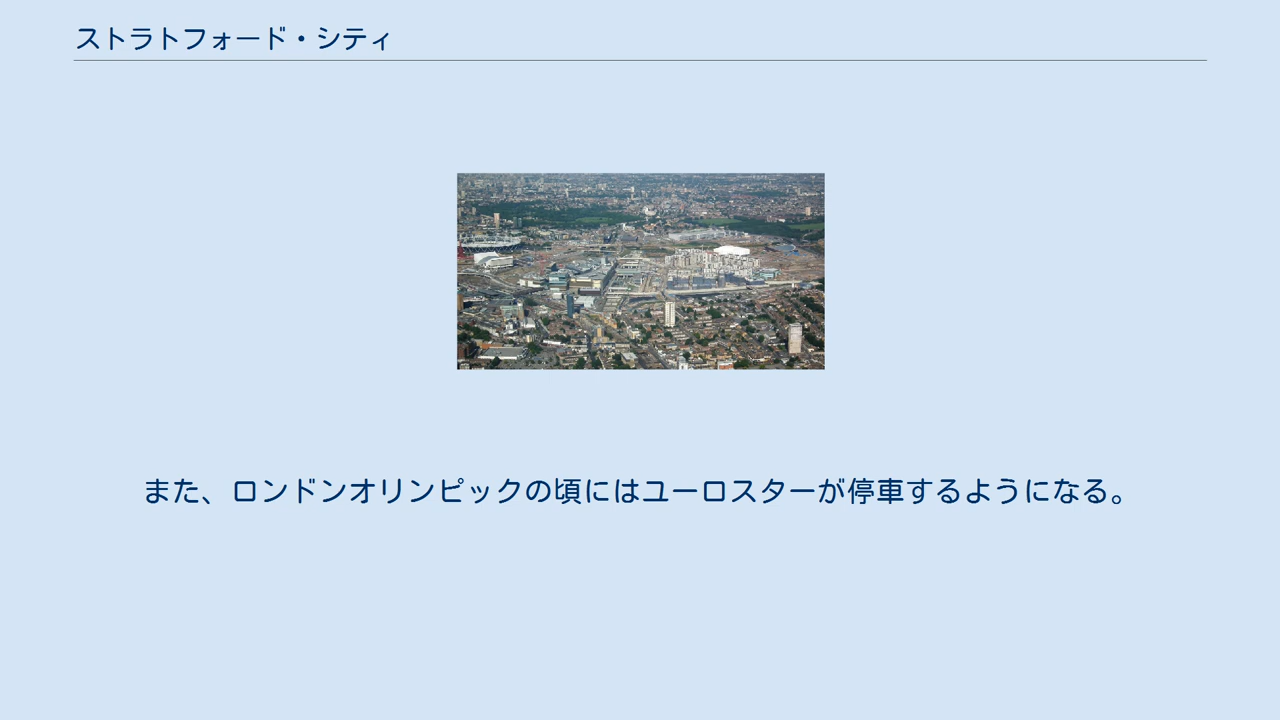 ストラトフォード・シティ
また、ロンドンオリンピックの頃にはユーロスターが停車するようになる。